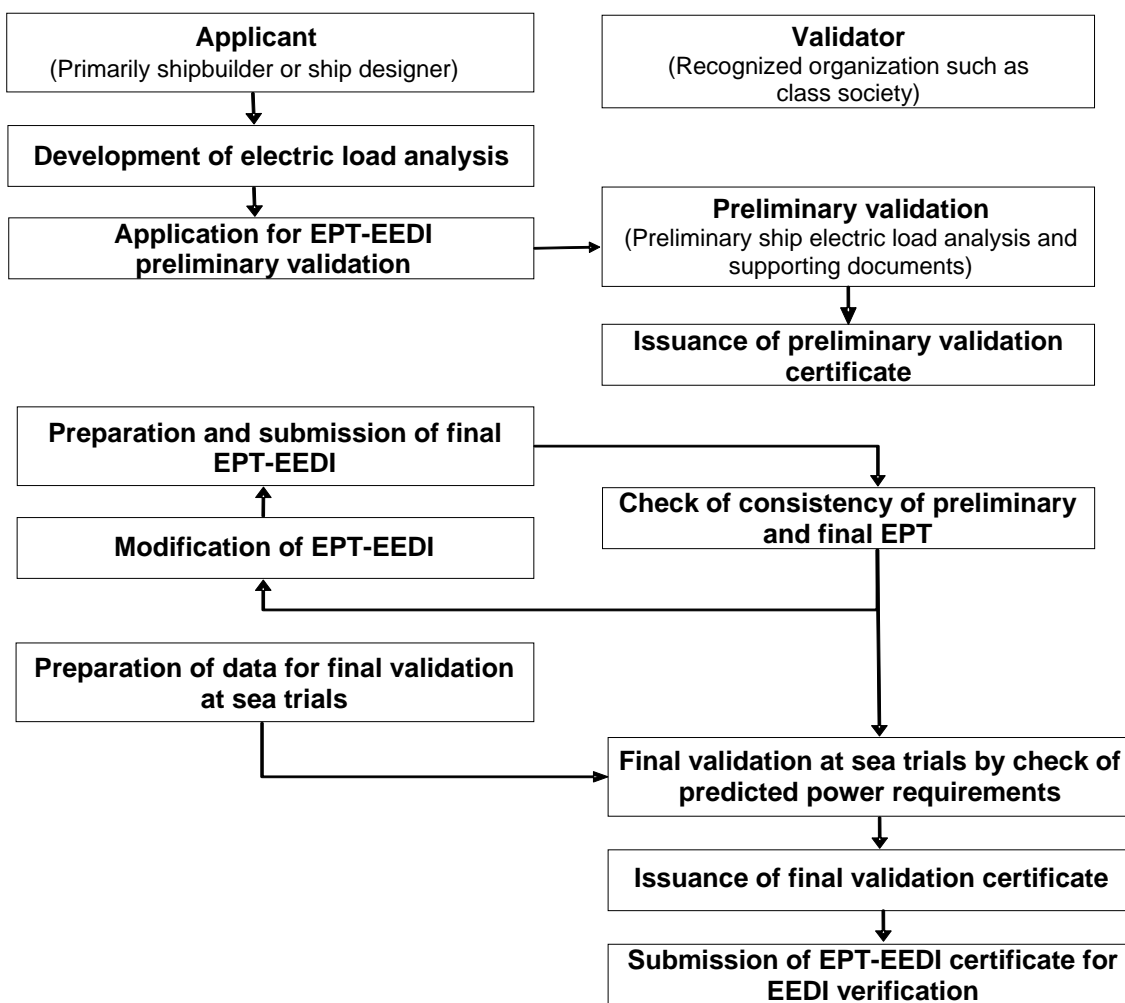 Applicant
(Primarily shipbuilder or ship designer)
Validator
(Recognized organization such as
class society)
Development of electric load analysis
Application for EPT-EEDI
preliminary validation
Preliminary validation
(Preliminary ship electric load analysis and
supporting documents)
Issuance of preliminary validation
certificate
Preparation and submission of final
EPT-EEDI
Check of consistency of preliminary
and final EPT
Modification of EPT-EEDI
Preparation of data for final validation
at sea trials
Final validation at sea trials by check of
predicted power requirements
Issuance of final validation certificate
Submission of EPT-EEDI certificate for
EEDI verification